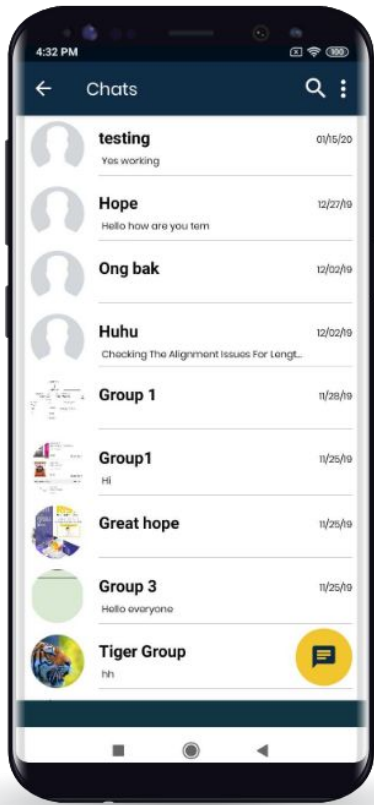 4:32 PM
100
Chats
testing
01/15/20
Yes working
Hope
12/27/19
Hello how are you tem
Ong bak
12/02/19
Huhu
12/02/19
Checking The Alignment Issues For Lengt...
Group 1
11/28/19
Group1
11/25/19
Hi
Great hope
11/25/19
Group 3
11/25/19
Hello everyone
Tiger Group
hh